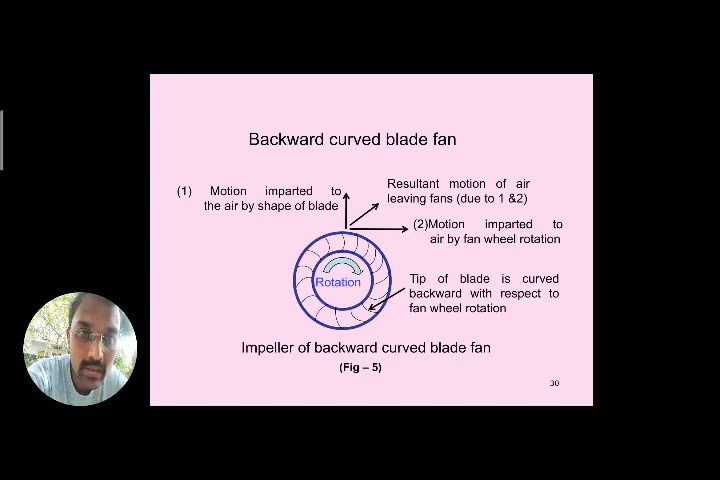 Backward curved blade fan
(1) Motion imparted to
the air by shape of blade
Resultant motion of air
leaving fans (due to 1 &2)
(2)Motion imparted to
air by fan wheel rotation
Rotation
Tip of blade is curved
backward with respect to
fan wheel rotation
Impeller of backward curved blade fan
(Fig – 5)
30